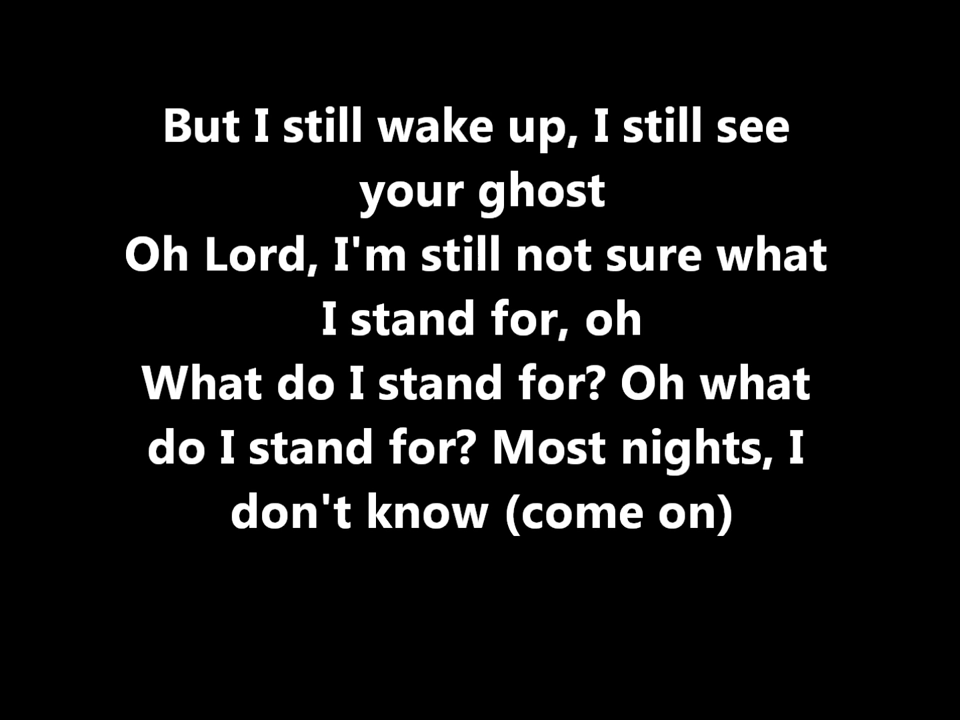 But I still wake up, I still see
your ghost
Oh Lord, I'm still not sure what
I stand for, oh
What do I stand for? Oh what
do I stand for? Most nights, I
don't know (come on)